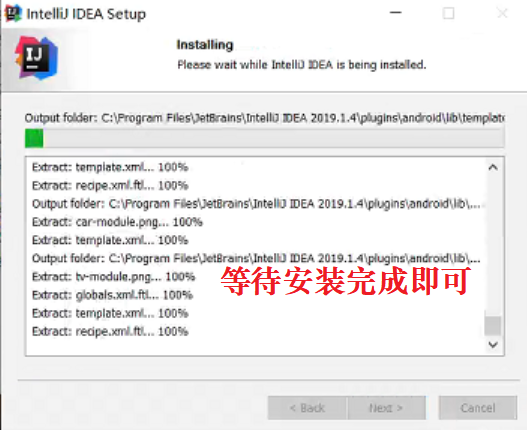 IntelliJ IDEA Setup
IJ
Installing
Please wait while IntelliJ IDEA is being installed.
Output folder: C:\Program Files\JetBrains\IntelliJ IDEA 2019.1.4\plugins\android\lib\template
Extract: template.xml... 100%
Extract: recipe.xml.ftl... 100%
Output folder: C:\Program Files\JetBrains\IntelliJ IDEA 2019.1.4\plugins\android\lib\...
Extract: car-module.png... 100%
Extract: template.xml... 100%
Output folder: C:\Program Files\JetBrains\IntelliJ IDEA 2019.1.4\plugins\android\lib\...
Extract: tv-module.png... 100%
等待安装完成即可
Extract: globals.xml.ftl... 100%
Extract: template.xml... 100%
Extract: recipe.xml.ftl... 100%
< Back
Next >
Cancel